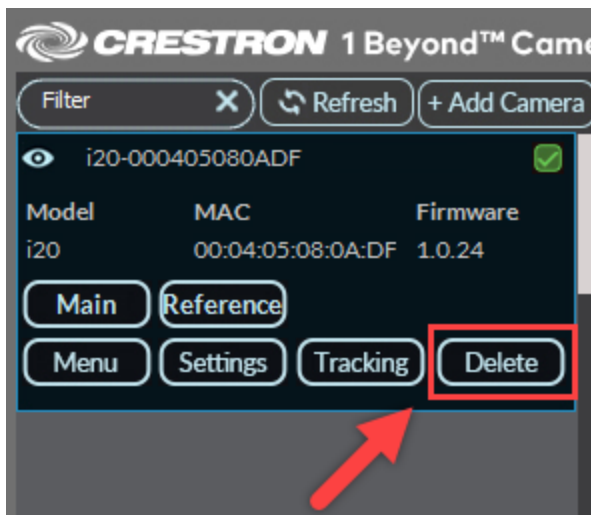 CRESTRON 1 Beyond™ Came
Filter Refresh + Add Camera
i20-000405080ADF
Model MAC Firmware
i20 00:04:05:08:0A:DF 1.0.24
Main Reference
Menu Settings Tracking Delete